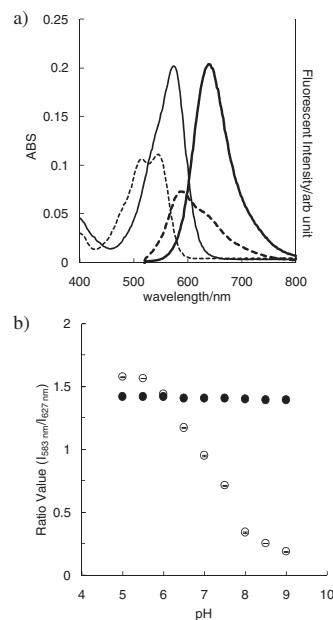 a)
0.25
0.2
0.15
0.1
0.05
0
ABS
Fluorescent Intensity/arb unit
400 500 600 700 800
wavelength/nm
b)
2
1.5
1
0.5
0
Ratio Value (I583 nm/I627 nm)
4 5 6 7 8 9 10
pH